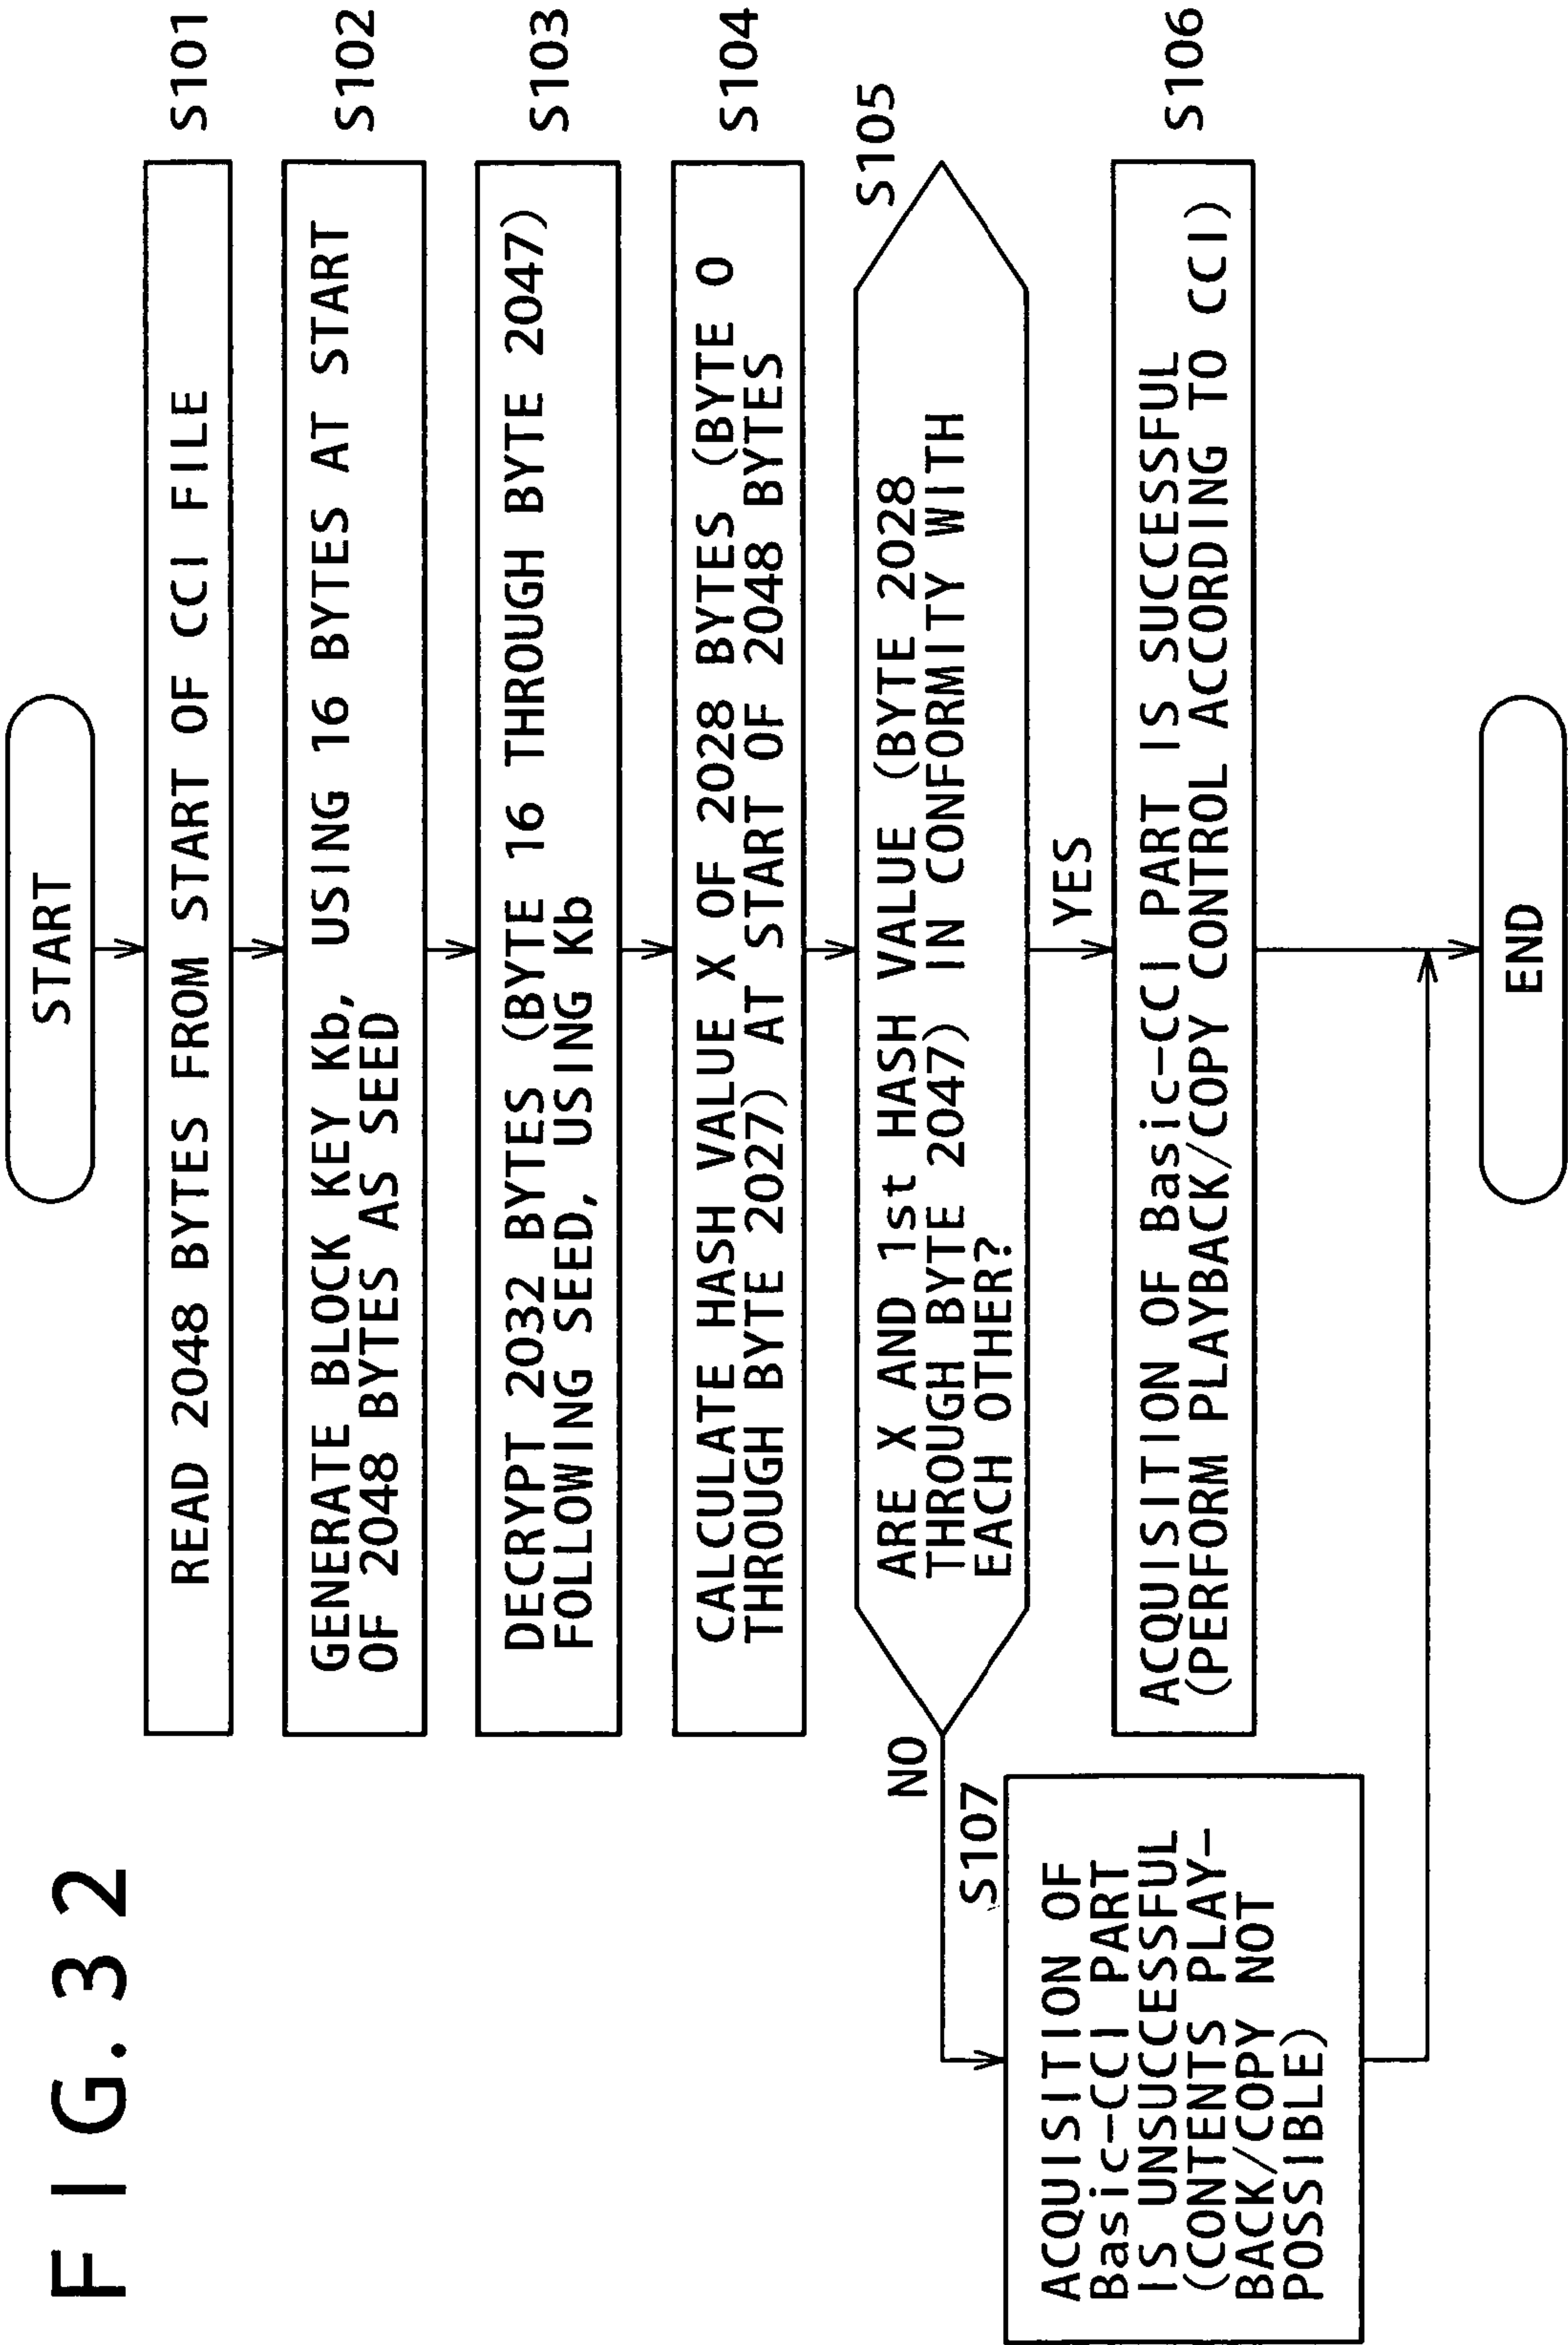 FIG. 32
START
READ 2048 BYTES FROM START OF CCI FILE
S101
GENERATE BLOCK KEY Kb, USING 16 BYTES AT START
OF 2048 BYTES AS SEED
S102
DECRYPT 2032 BYTES (BYTE 16 THROUGH BYTE 2047)
FOLLOWING SEED, USING Kb
S103
CALCULATE HASH VALUE X OF 2028 BYTES (BYTE 0
THROUGH BYTE 2027) AT START OF 2048 BYTES
S104
ARE X AND 1st HASH VALUE (BYTE 2028
THROUGH BYTE 2047) IN CONFORMITY WITH
EACH OTHER?
S105
NO
YES
S107
ACQUISITION OF
Basic-CCI PART
IS UNSUCCESSFUL
(CONTENTS PLAY-
BACK/COPY NOT
POSSIBLE)
ACQUISITION OF Basic-CCI PART IS SUCCESSFUL
(PERFORM PLAYBACK/COPY CONTROL ACCORDING TO CCI)
S106
END